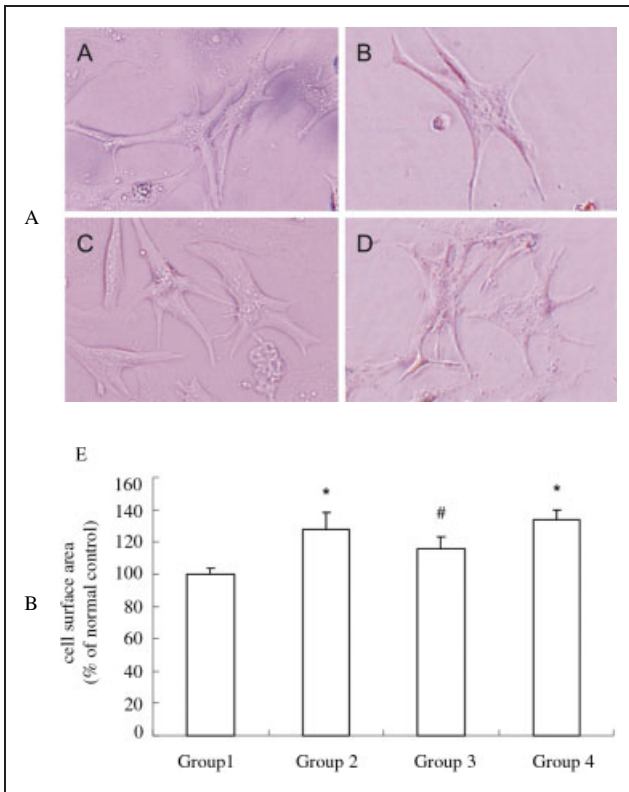 A
B
A
C
D
E
160
*
*
140
#
120
100
80
60
40
20
0
B
cell surface area
(% of normal control)
Group1 Group 2 Group 3 Group 4